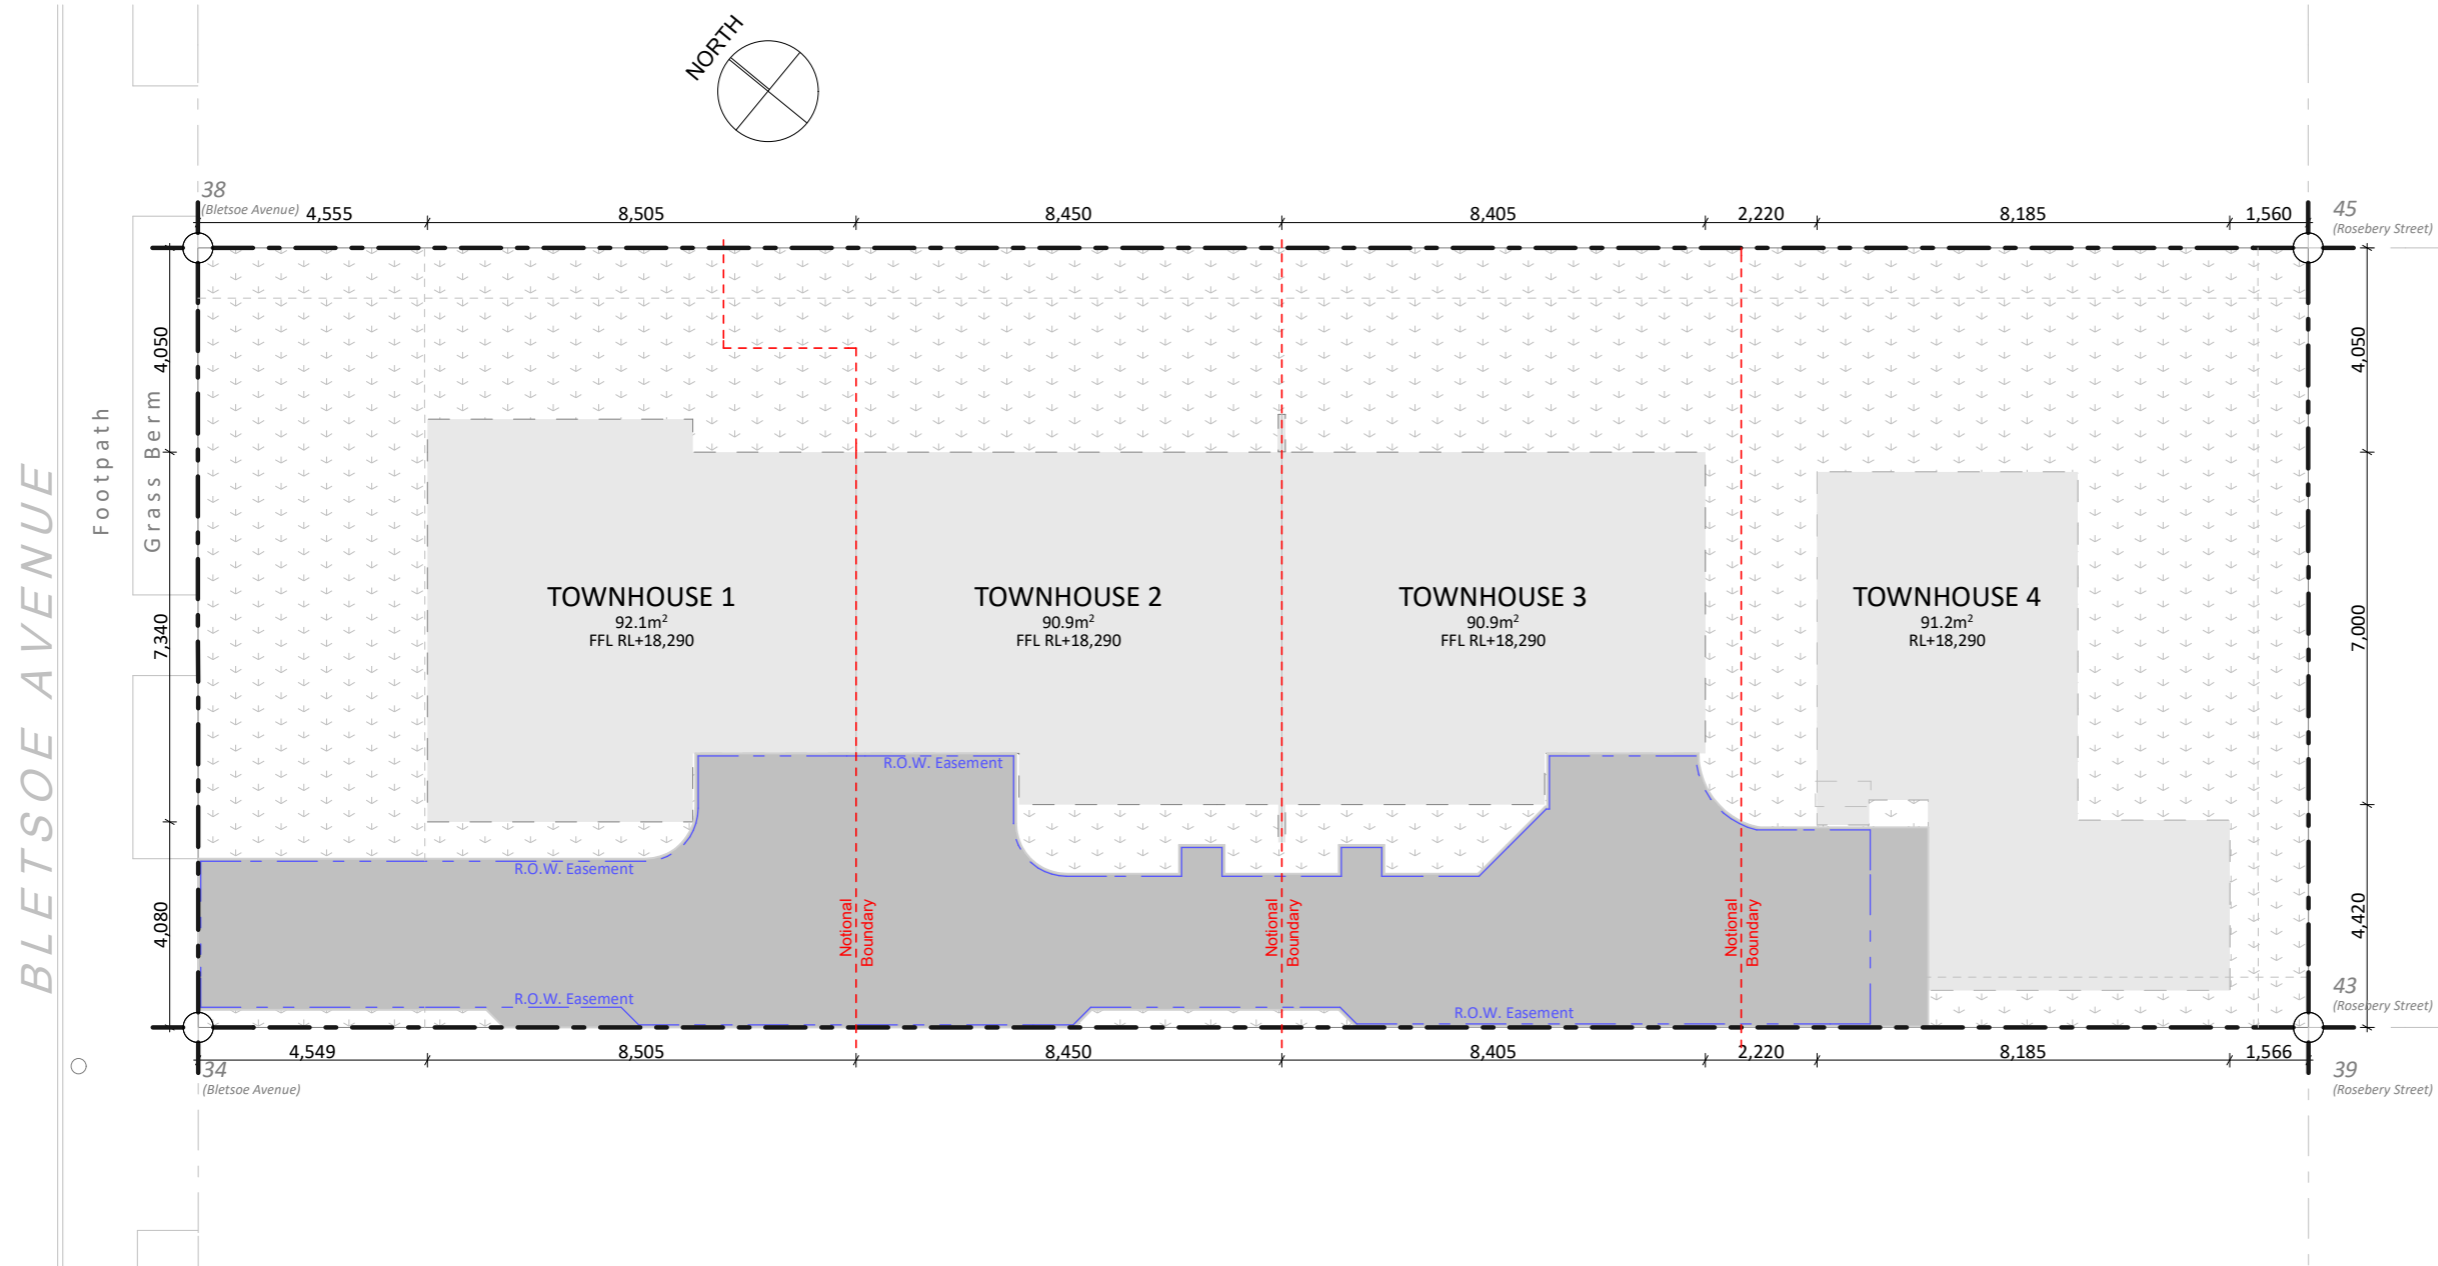 NORTH
38
(Bletsoe Avenue)
4,555
8,505
8,450
8,405
2,220
8,185
1,560
45
(Rosebery Street)
4,050
7,340
4,080
Footpath
Grass Berm
BLETSOE AVENUE
4,050
7,000
4,420
TOWNHOUSE 1
92.1m²
FFL RL+18,290
TOWNHOUSE 2
90.9m²
FFL RL+18,290
TOWNHOUSE 3
90.9m²
FFL RL+18,290
TOWNHOUSE 4
91.2m²
RL+18,290
R.O.W. Easement
R.O.W. Easement
Notional
Boundary
Notional
Boundary
Notional
Boundary
R.O.W. Easement
R.O.W. Easement
43
(Rosebery Street)
4,549
8,505
8,450
8,405
2,220
8,185
1,566
34
(Bletsoe Avenue)
39
(Rosebery Street)